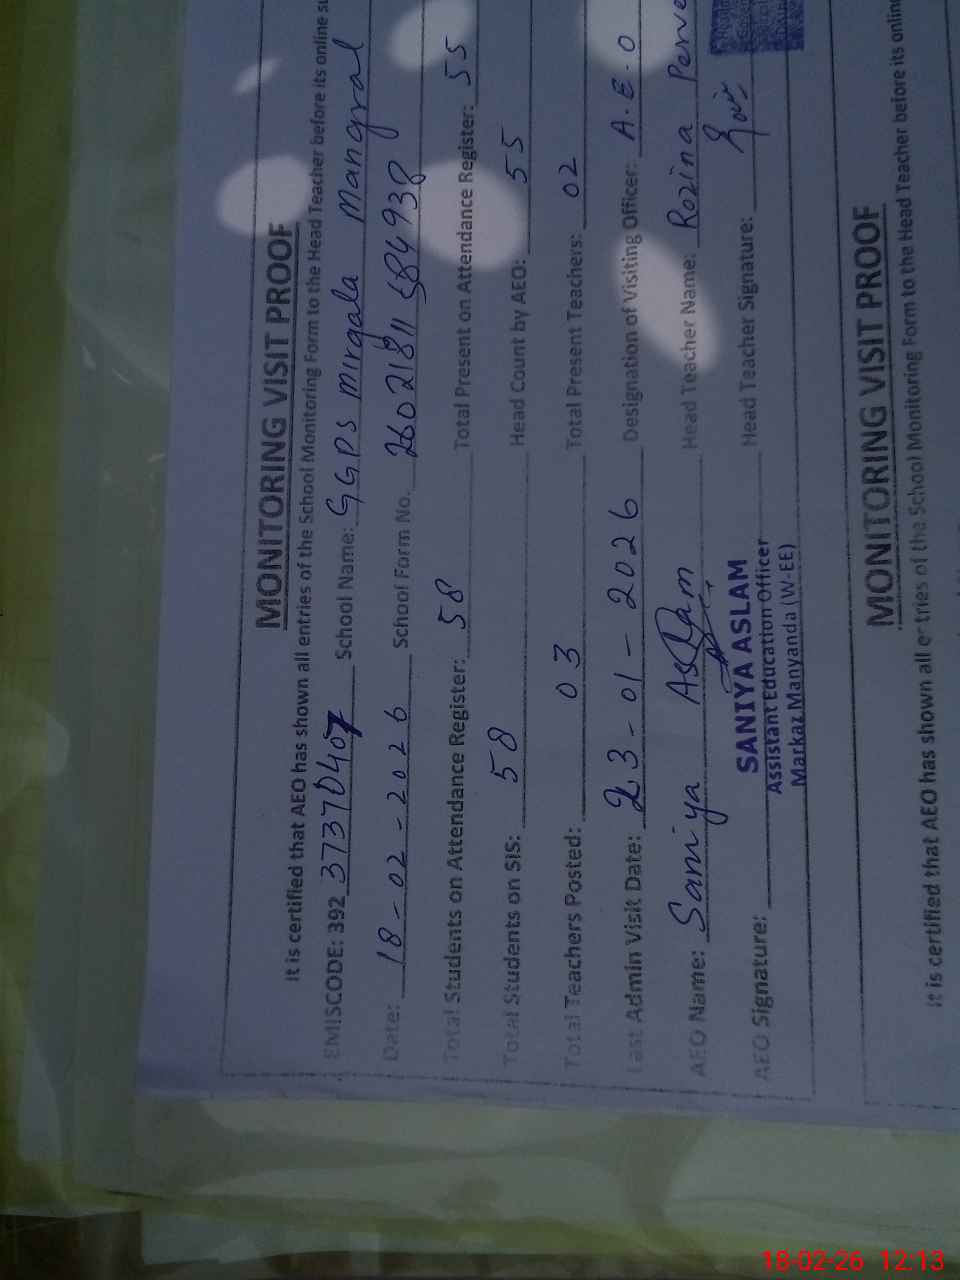 MONITORING VISIT PROOF
It is certified that AEO has shown all entries of the School Monitoring Form to the Head Teacher before its online
EMISCODE: 392 37370407 School Name: GGPS Mirgala Mangral
Date: 18-02-2026 School Form No. 26021811584938
Total Students on Attendance Register: 58 Total Present on Attendance Register: 55
Total Students on SIS: 58 Head Count by AEO: 55
Total Teachers Posted: 03 Total Present Teachers: 02
Last Admin Visit Date: 23-01-2026 Designation of Visiting Officer: A.E.O
AEO Name: Saniya Aslam Head Teacher Name: Rozina
AEO Signature: Head Teacher Signature:
SANIYA ASLAM
Assistant Education Officer
Markaz Manyanda (W-EE)
MONITORING VISIT PROOF
It is certified that AEO has shown all entries of the School Monitoring Form to the Head Teacher before its online
18-02-26 12:13